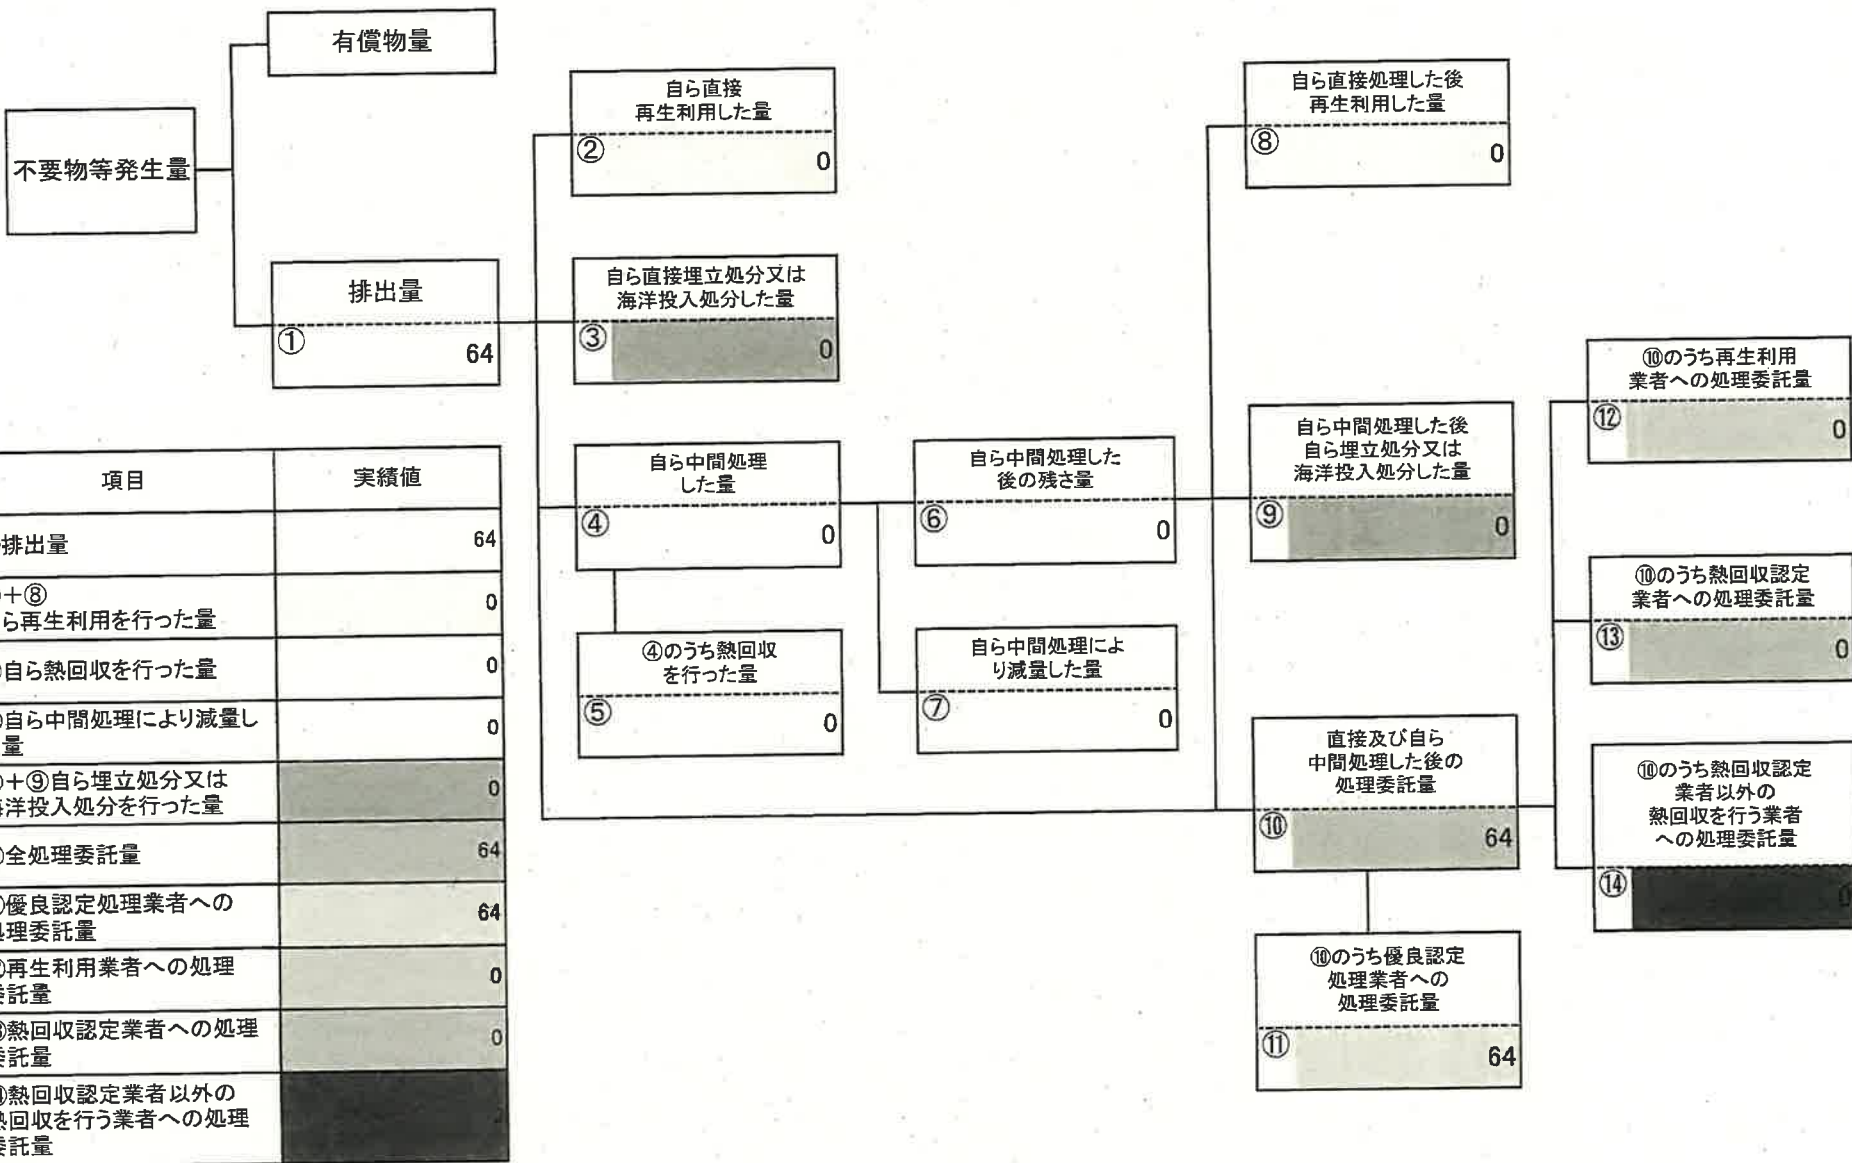 有償物量
不要物等発生量
排出量
① 64
自ら直接
再生利用した量
② 0
自ら直接埋立処分又は
海洋投入処分した量
③ 0
自ら中間処理
した量
④ 0
④のうち熱回収
を行った量
⑤ 0
自ら中間処理した
後の残さ量
⑥ 0
自ら中間処理によ
り減量した量
⑦ 0
自ら直接処理した後
再生利用した量
⑧ 0
自ら中間処理した後
自ら埋立処分又は
海洋投入処分した量
⑨ 0
直接及び自ら
中間処理した後の
処理委託量
⑩ 64
⑩のうち優良認定
処理業者への
処理委託量
⑪ 64
⑩のうち再生利用
業者への処理委託量
⑫ 0
⑩のうち熱回収認定
業者への処理委託量
⑬ 0
⑩のうち熱回収認定
業者以外の
熱回収を行う業者
への処理委託量
⑭ 0
項目 実績値
排出量 64
+⑧
ら再生利用を行った量 0
自ら熱回収を行った量 0
自ら中間処理により減量し
量 0
+⑨自ら埋立処分又は
海洋投入処分を行った量 0
全処理委託量 64
優良認定処理業者への
処理委託量 64
再生利用業者への処理
委託量 0
熱回収認定業者への処理
委託量 0
熱回収認定業者以外の
熱回収を行う業者への処理
委託量